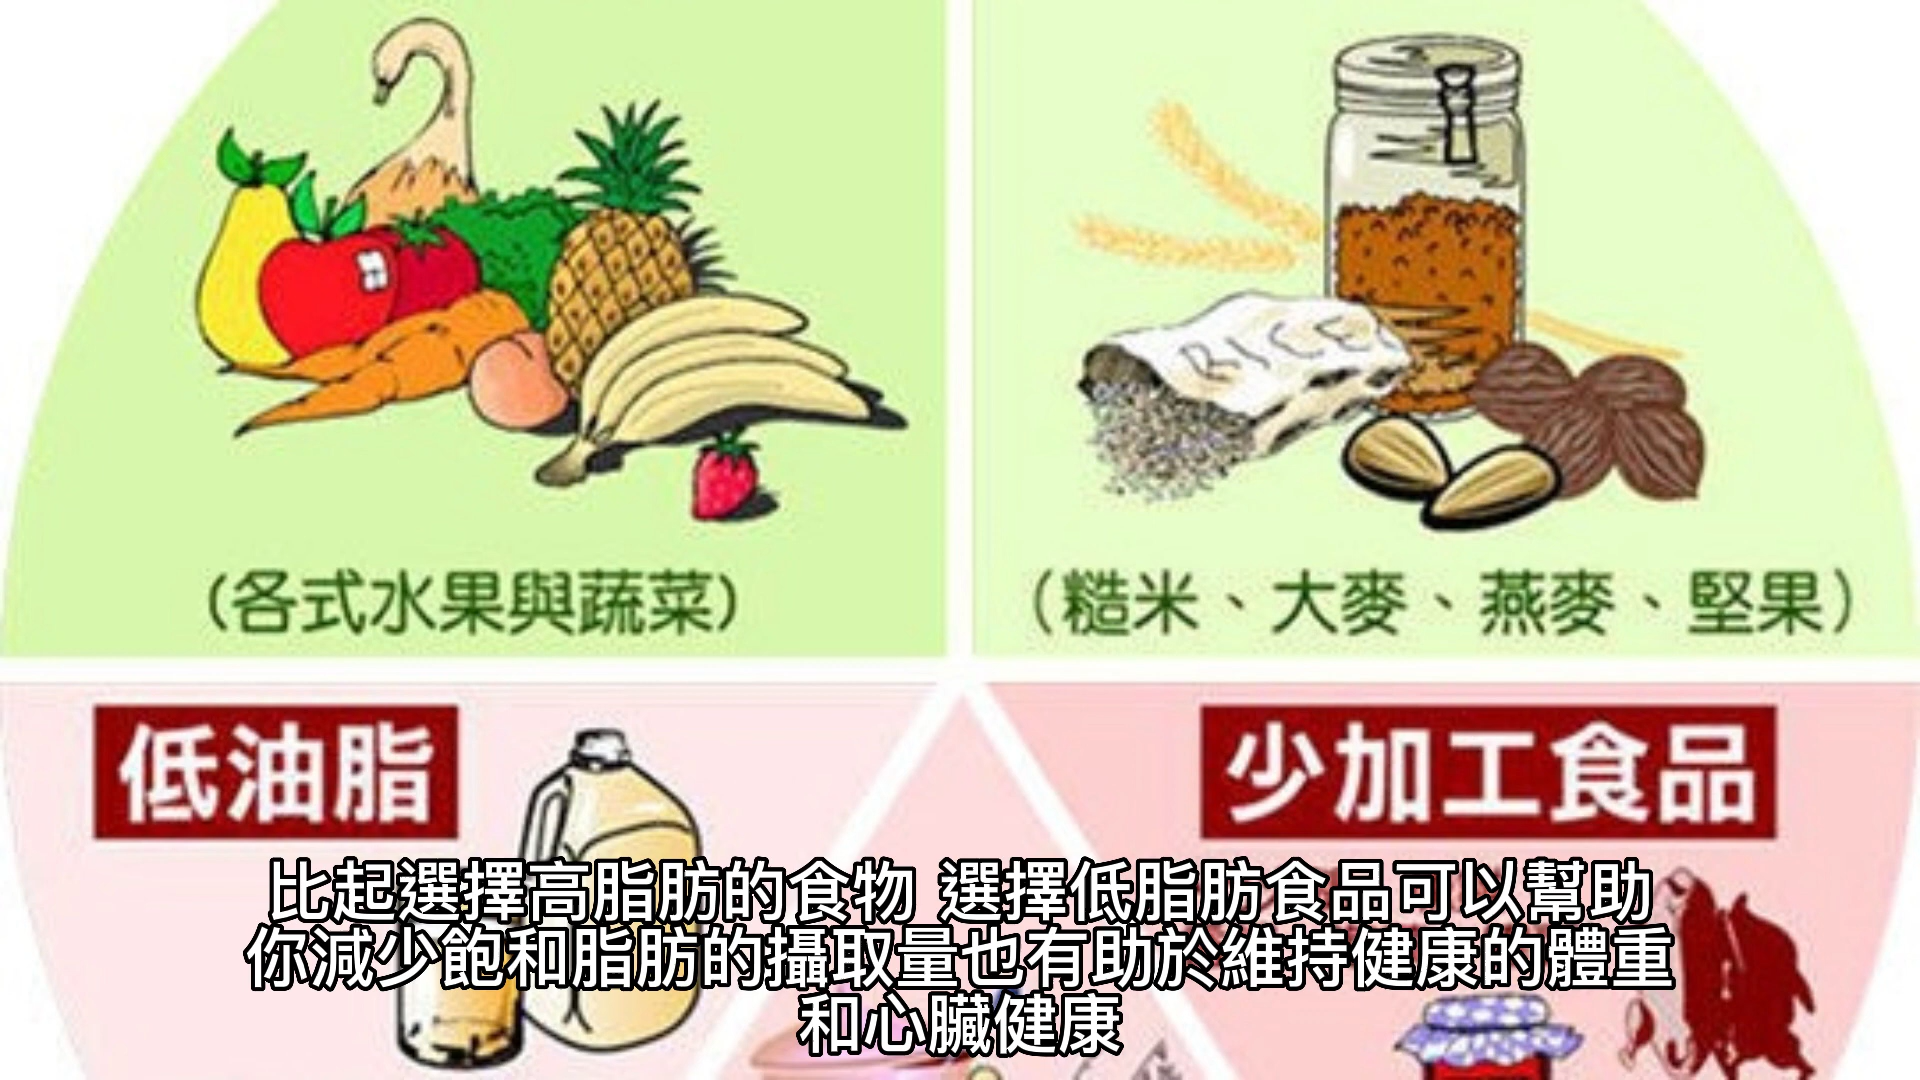 RICE
(各式水果與蔬菜)
(糙米、大麥、燕麥、堅果)
低油脂
少加工食品
比起選擇高脂肪的食物 選擇低脂肪食品可以幫助
你減少飽和脂肪的攝取量也有助於維持健康的體重
和心臟健康